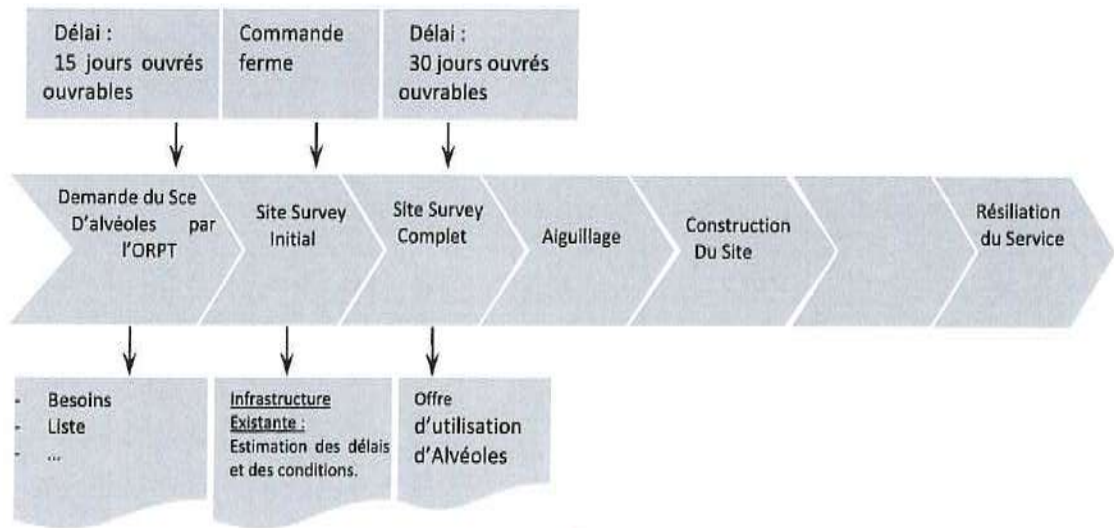 Délai :
15 jours ouvrés
ouvrables
Commande
ferme
Délai :
30 jours ouvrés
ouvrables
Demande du Sce
D'alvéoles par
l'ORPT
Site Survey
Initial
Site Survey
Complet
Aiguillage
Construction
Du Site
Résiliation
du Service
- Besoins
- Liste
- ...
Infrastructure
Existante :
Estimation des délais
et des conditions.
Offre
d'utilisation
d'Alvéoles